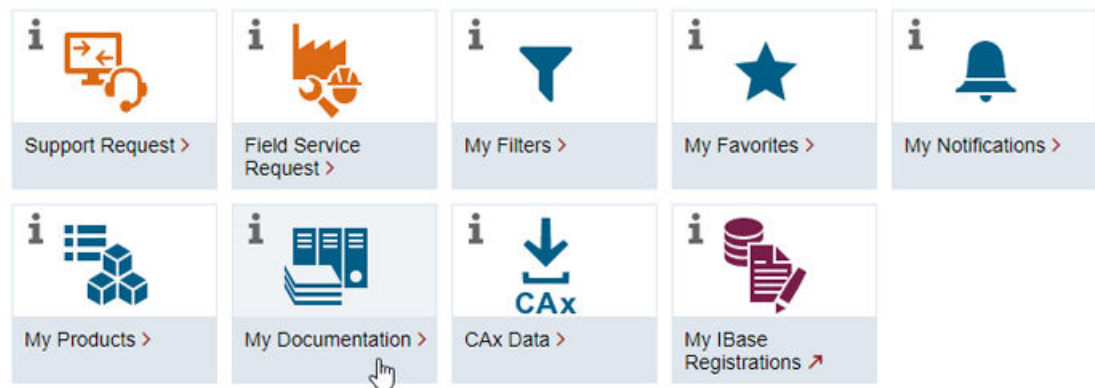 Support Request >
Field Service
Request >
My Filters >
My Favorites >
My Notifications >
My Products >
My Documentation >
CAx
CAx Data >
My IBase
Registrations ↗